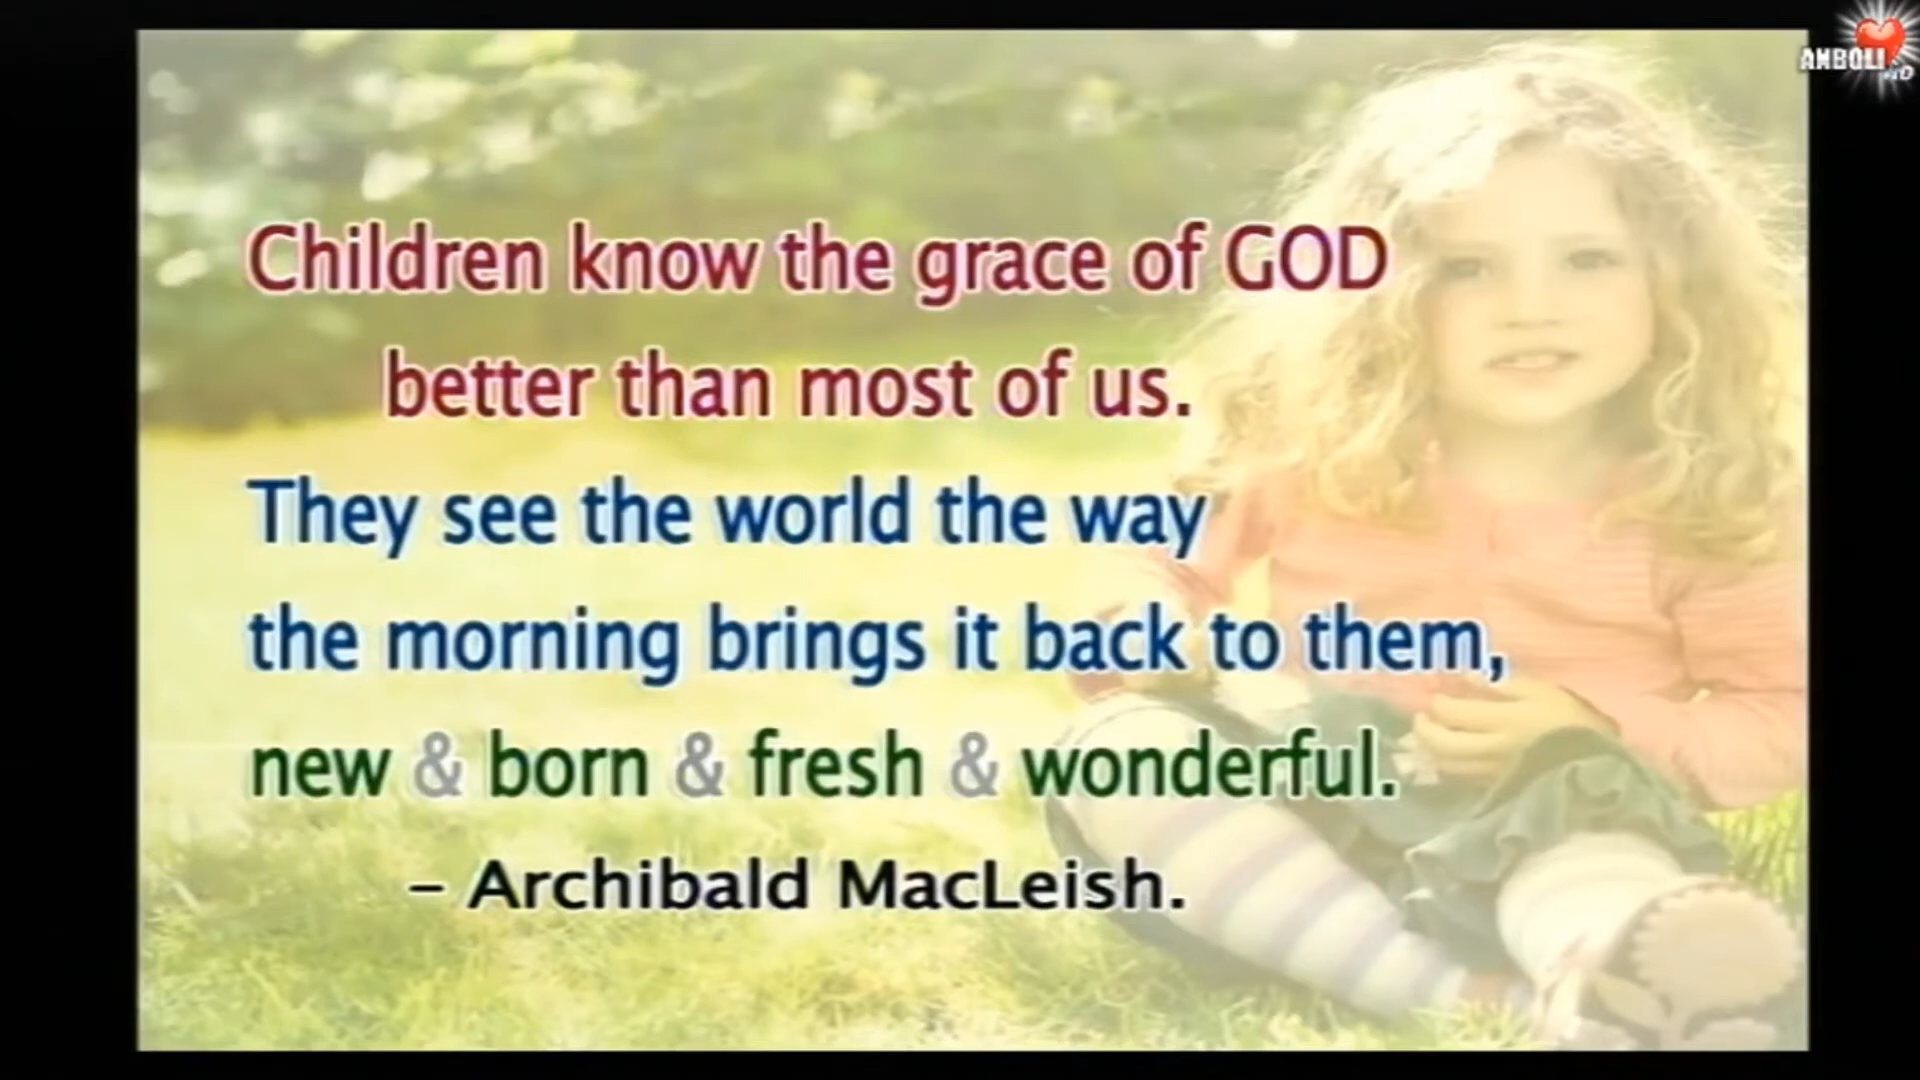 Children know the grace of GOD
better than most of us.
They see the world the way
the morning brings it back to them,
new & born & fresh & wonderful.
– Archibald MacLeish.
ANBOLI
HD